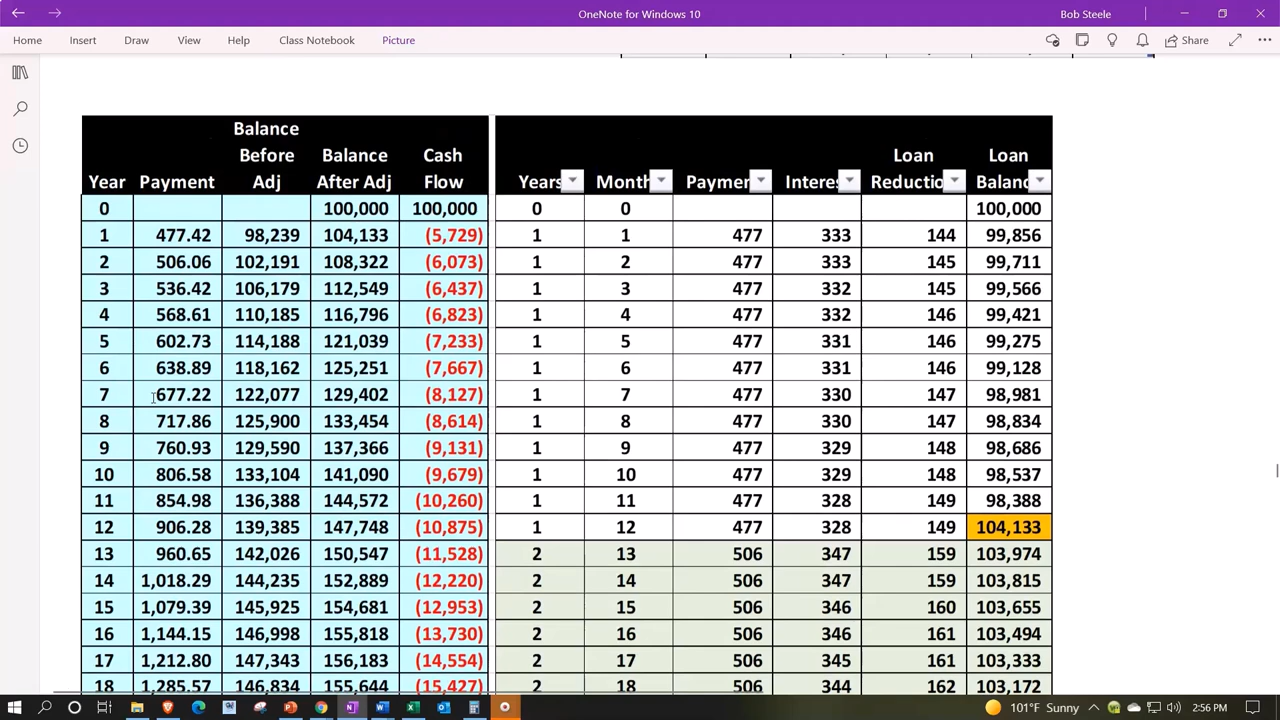 OneNote for Windows 10
Bob Steele
Home Insert Draw View Help Class Notebook Picture Share
Balance
Before Balance Cash Loan Loan
Year Payment Adj After Adj Flow Years Month Paymen Interes Reductio Balanc
0 100,000 100,000 0 0 100,000
1 477.42 98,239 104,133 (5,729) 1 1 477 333 144 99,856
2 506.06 102,191 108,322 (6,073) 1 2 477 333 145 99,711
3 536.42 106,179 112,549 (6,437) 1 3 477 332 145 99,566
4 568.61 110,185 116,796 (6,823) 1 4 477 332 146 99,421
5 602.73 114,188 121,039 (7,233) 1 5 477 331 146 99,275
6 638.89 118,162 125,251 (7,667) 1 6 477 331 146 99,128
7 677.22 122,077 129,402 (8,127) 1 7 477 330 147 98,981
8 717.86 125,900 133,454 (8,614) 1 8 477 330 147 98,834
9 760.93 129,590 137,366 (9,131) 1 9 477 329 148 98,686
10 806.58 133,104 141,090 (9,679) 1 10 477 329 148 98,537
11 854.98 136,388 144,572 (10,260) 1 11 477 328 149 98,388
12 906.28 139,385 147,748 (10,875) 1 12 477 328 149 104,133
13 960.65 142,026 150,547 (11,528) 2 13 506 347 159 103,974
14 1,018.29 144,235 152,889 (12,220) 2 14 506 347 159 103,815
15 1,079.39 145,925 154,681 (12,953) 2 15 506 346 160 103,655
16 1,144.15 146,998 155,818 (13,730) 2 16 506 346 161 103,494
17 1,212.80 147,343 156,183 (14,554) 2 17 506 345 161 103,333
18 1,285.57 146,834 155,644 (15,427) 2 18 506 344 162 103,172
101°F Sunny 2:56 PM